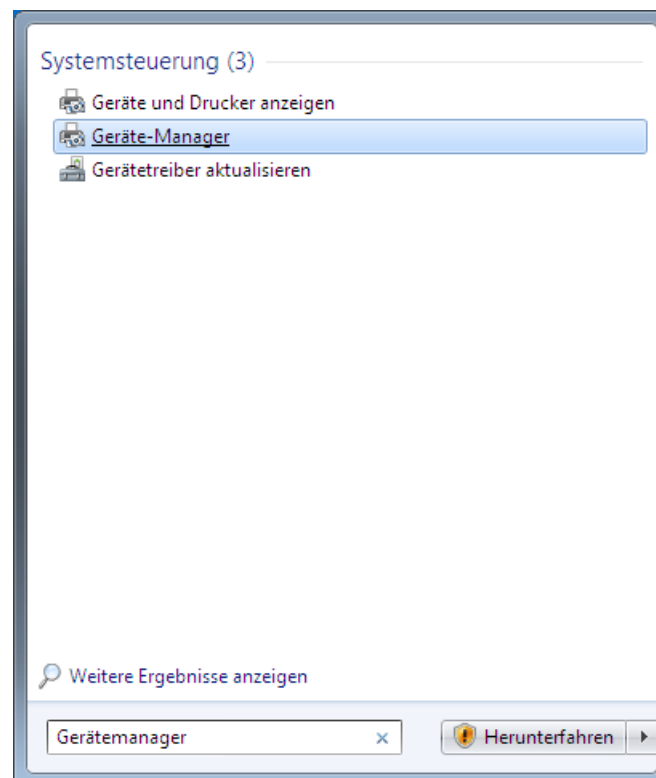 Systemsteuerung (3)
Geräte und Drucker anzeigen
Geräte-Manager
Gerätetreiber aktualisieren
Weitere Ergebnisse anzeigen
Gerätemanager
Herunterfahren